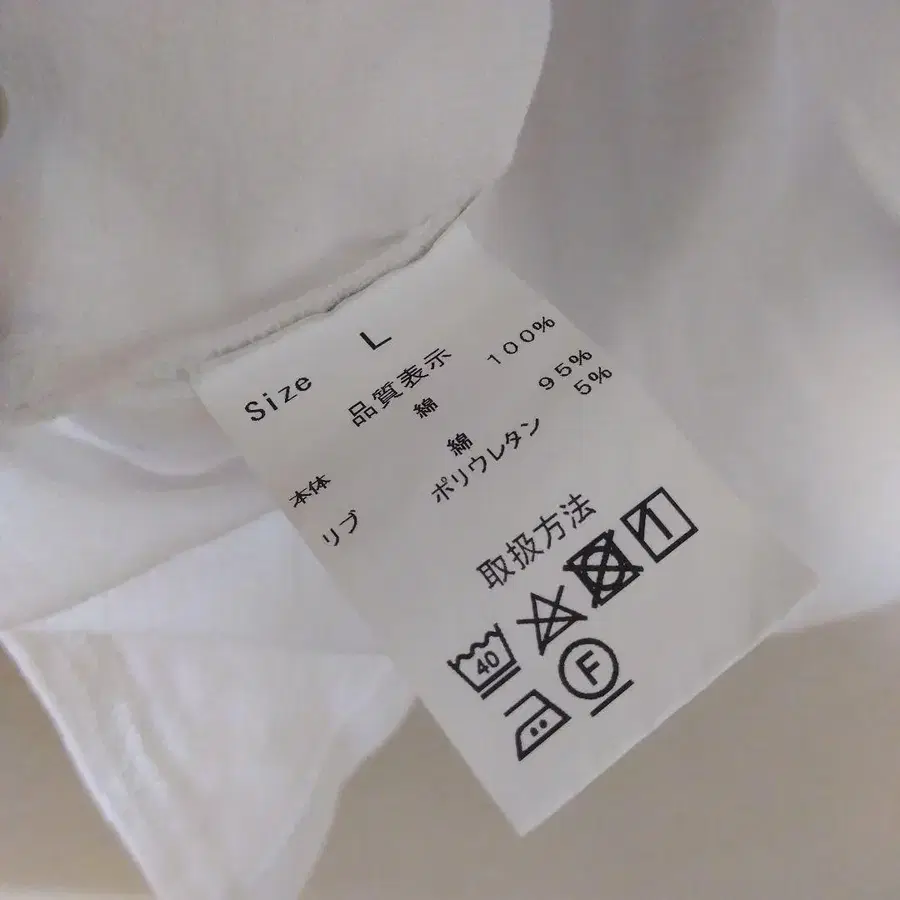 Size L
品質表示
本体 綿 100%
リブ 綿 95%
ポリウレタン 5%
取扱方法
40
F